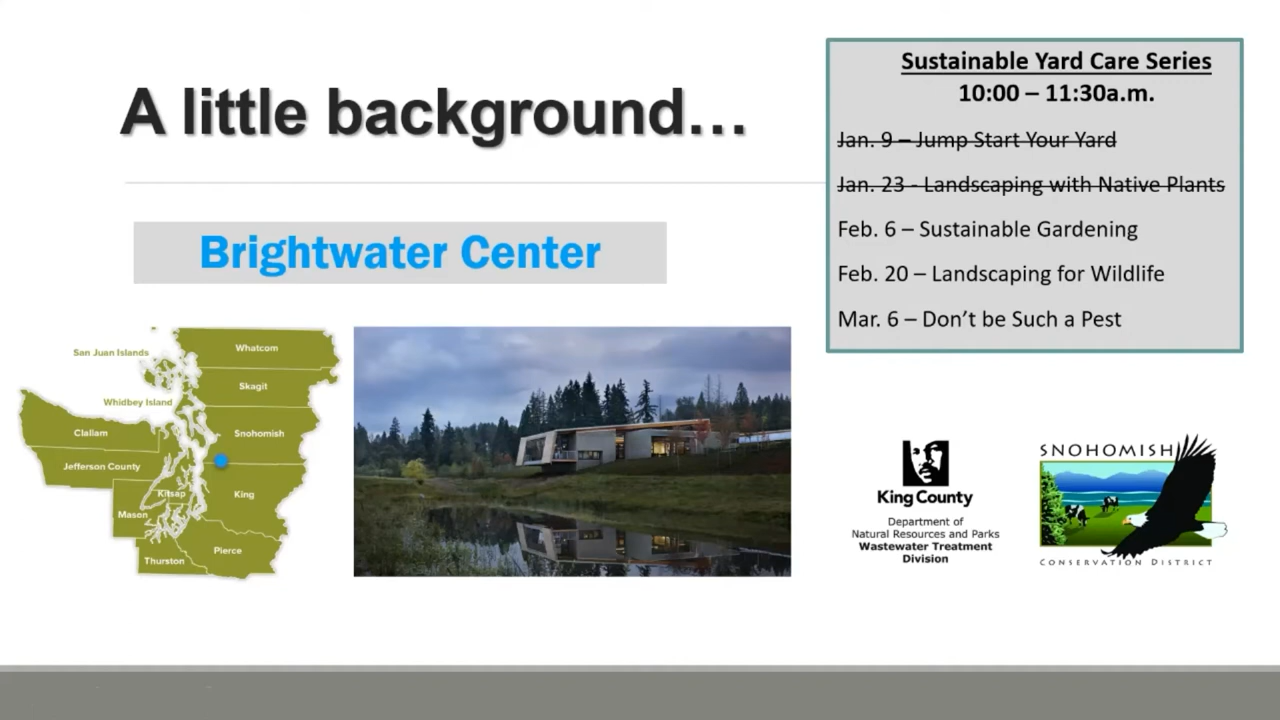 A little background…
Sustainable Yard Care Series
10:00 – 11:30a.m.
Jan. 9 – Jump Start Your Yard
Jan. 23 - Landscaping with Native Plants
Feb. 6 – Sustainable Gardening
Feb. 20 – Landscaping for Wildlife
Mar. 6 – Don’t be Such a Pest
Brightwater Center
San Juan Islands
Whatcom
Skagit
Whidbey Island
Clallam
Snohomish
Jefferson County
Kitsap
King
Mason
Pierce
Thurston
King County
Department of
Natural Resources and Parks
Wastewater Treatment
Division
SNOHOMISH
CONSERVATION DISTRICT